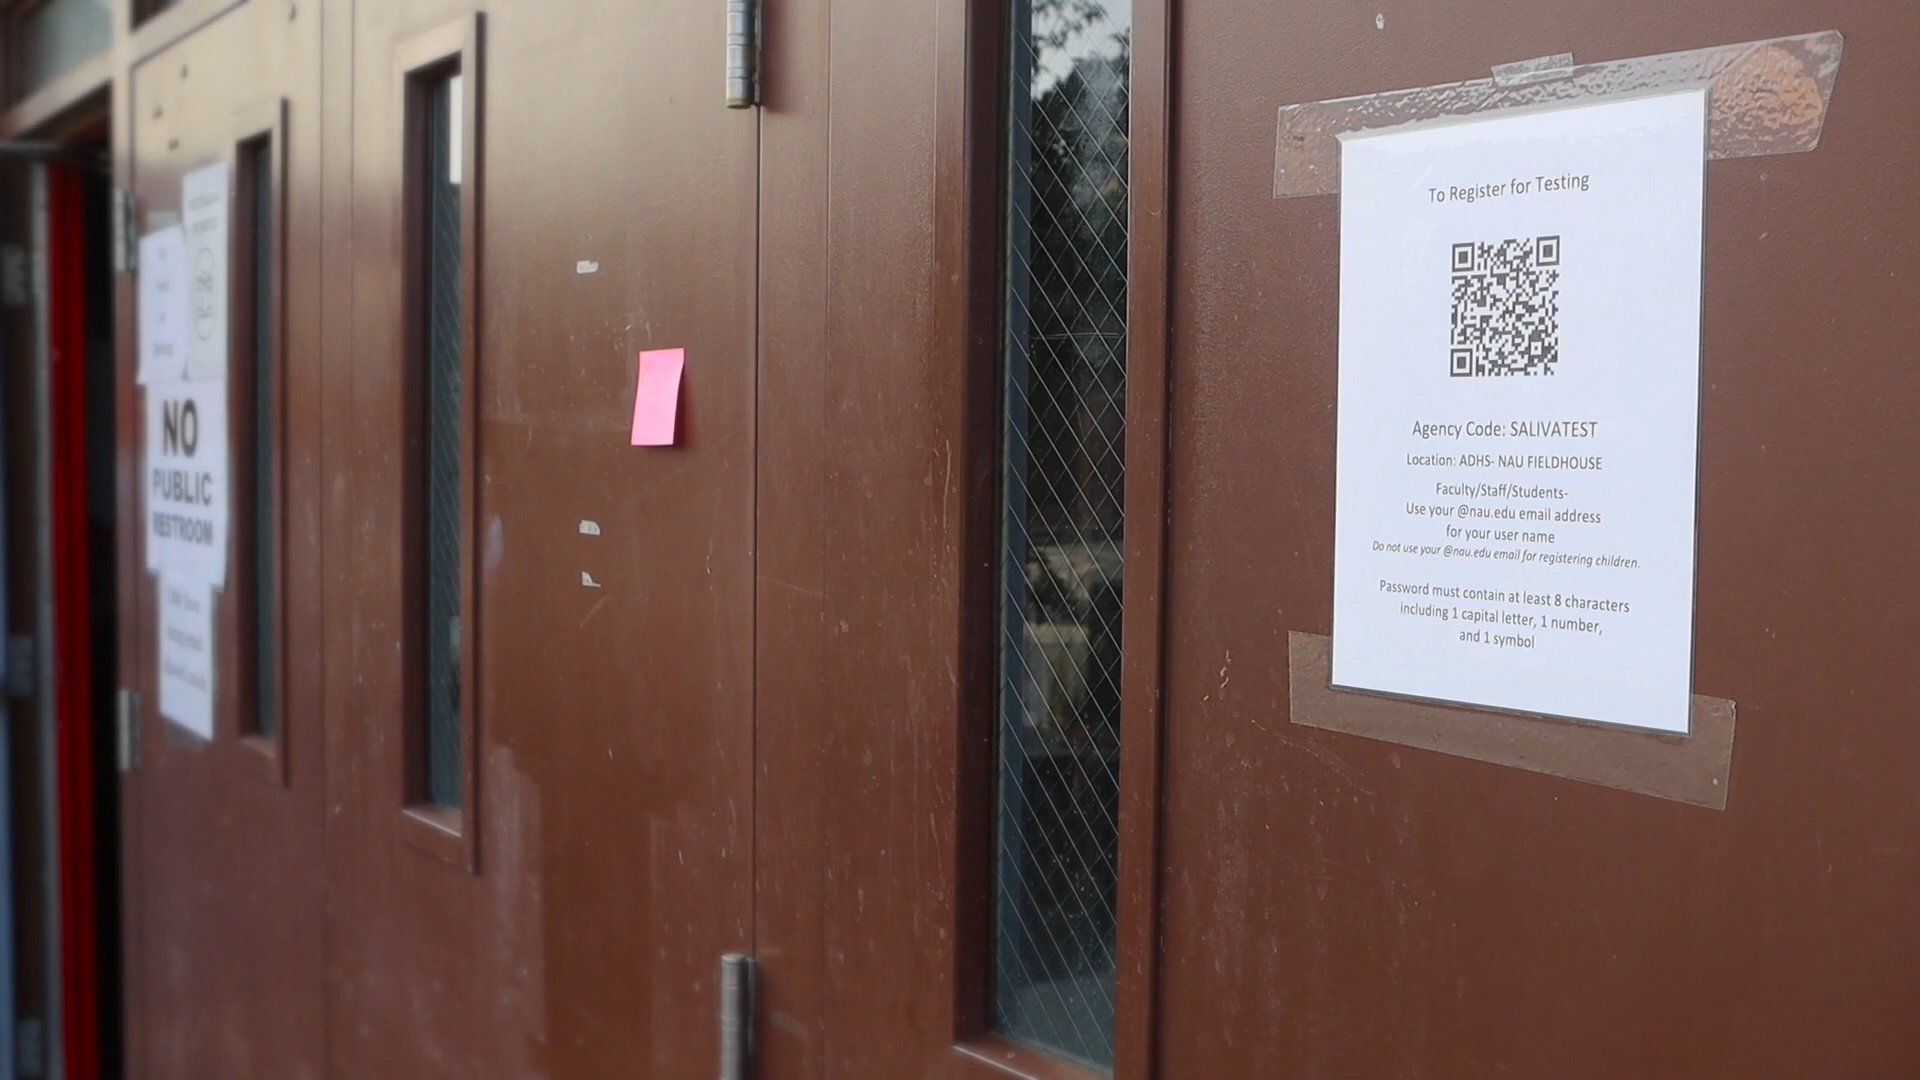 NO
PUBLIC
RESTROOM
To Register for Testing
Agency Code: SALIVATEST
Location: ADHS- NAU FIELDHOUSE
Faculty/Staff/Students-
Use your @nau.edu email address
for your user name
Do not use your @nau.edu email for registering children.
Password must contain at least 8 characters
including 1 capital letter, 1 number,
and 1 symbol